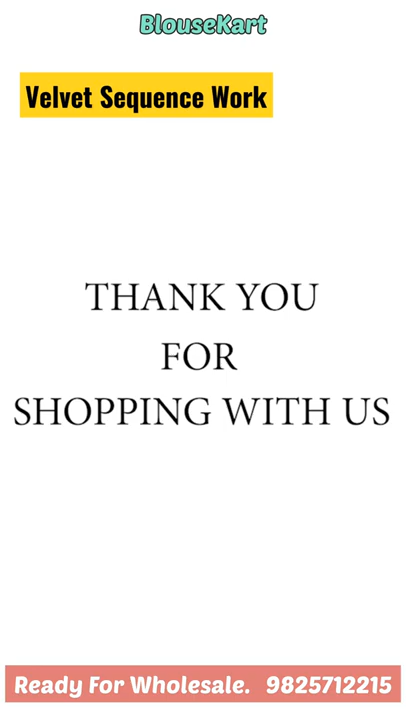 BlouseKart
Velvet Sequence Work
THANK YOU
FOR
SHOPPING WITH US
Ready For Wholesale. 9825712215